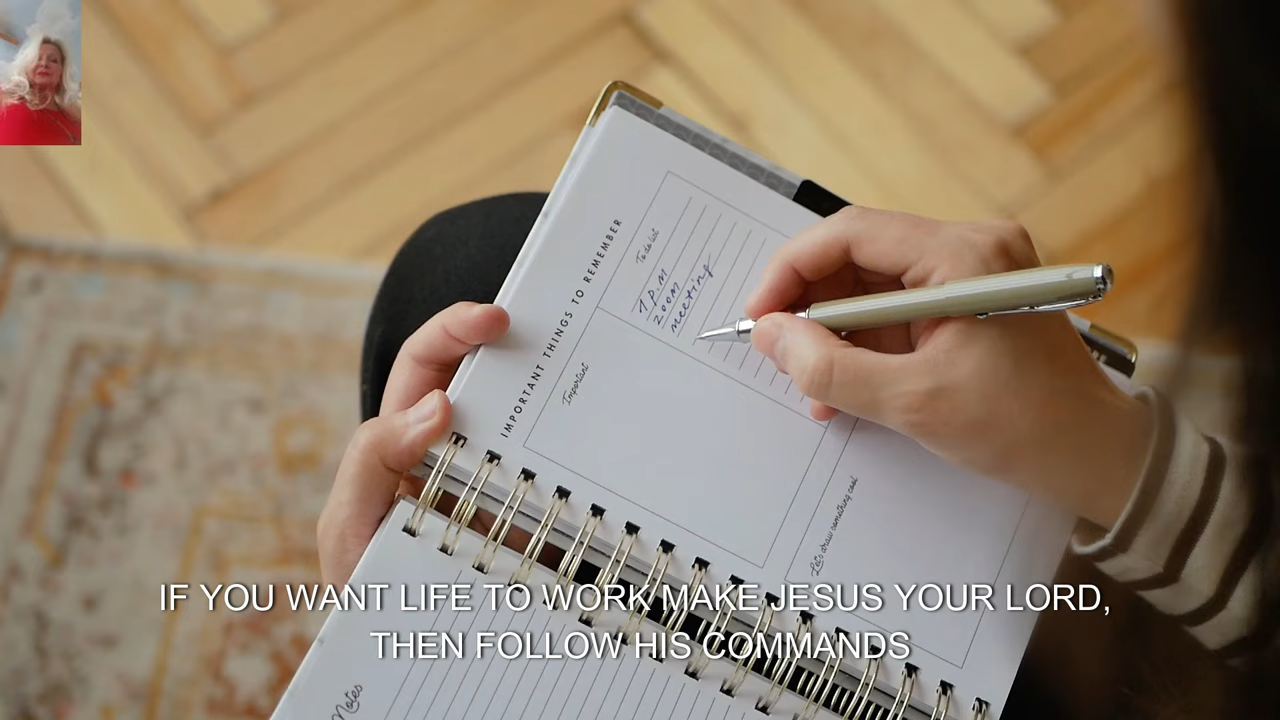 IMPORTANT THINGS TO REMEMBER
To do list
7 P.M
ZOOM
meeting
Important
Let's draw something cool
Notes
IF YOU WANT LIFE TO WORK MAKE JESUS YOUR LORD,
THEN FOLLOW HIS COMMANDS